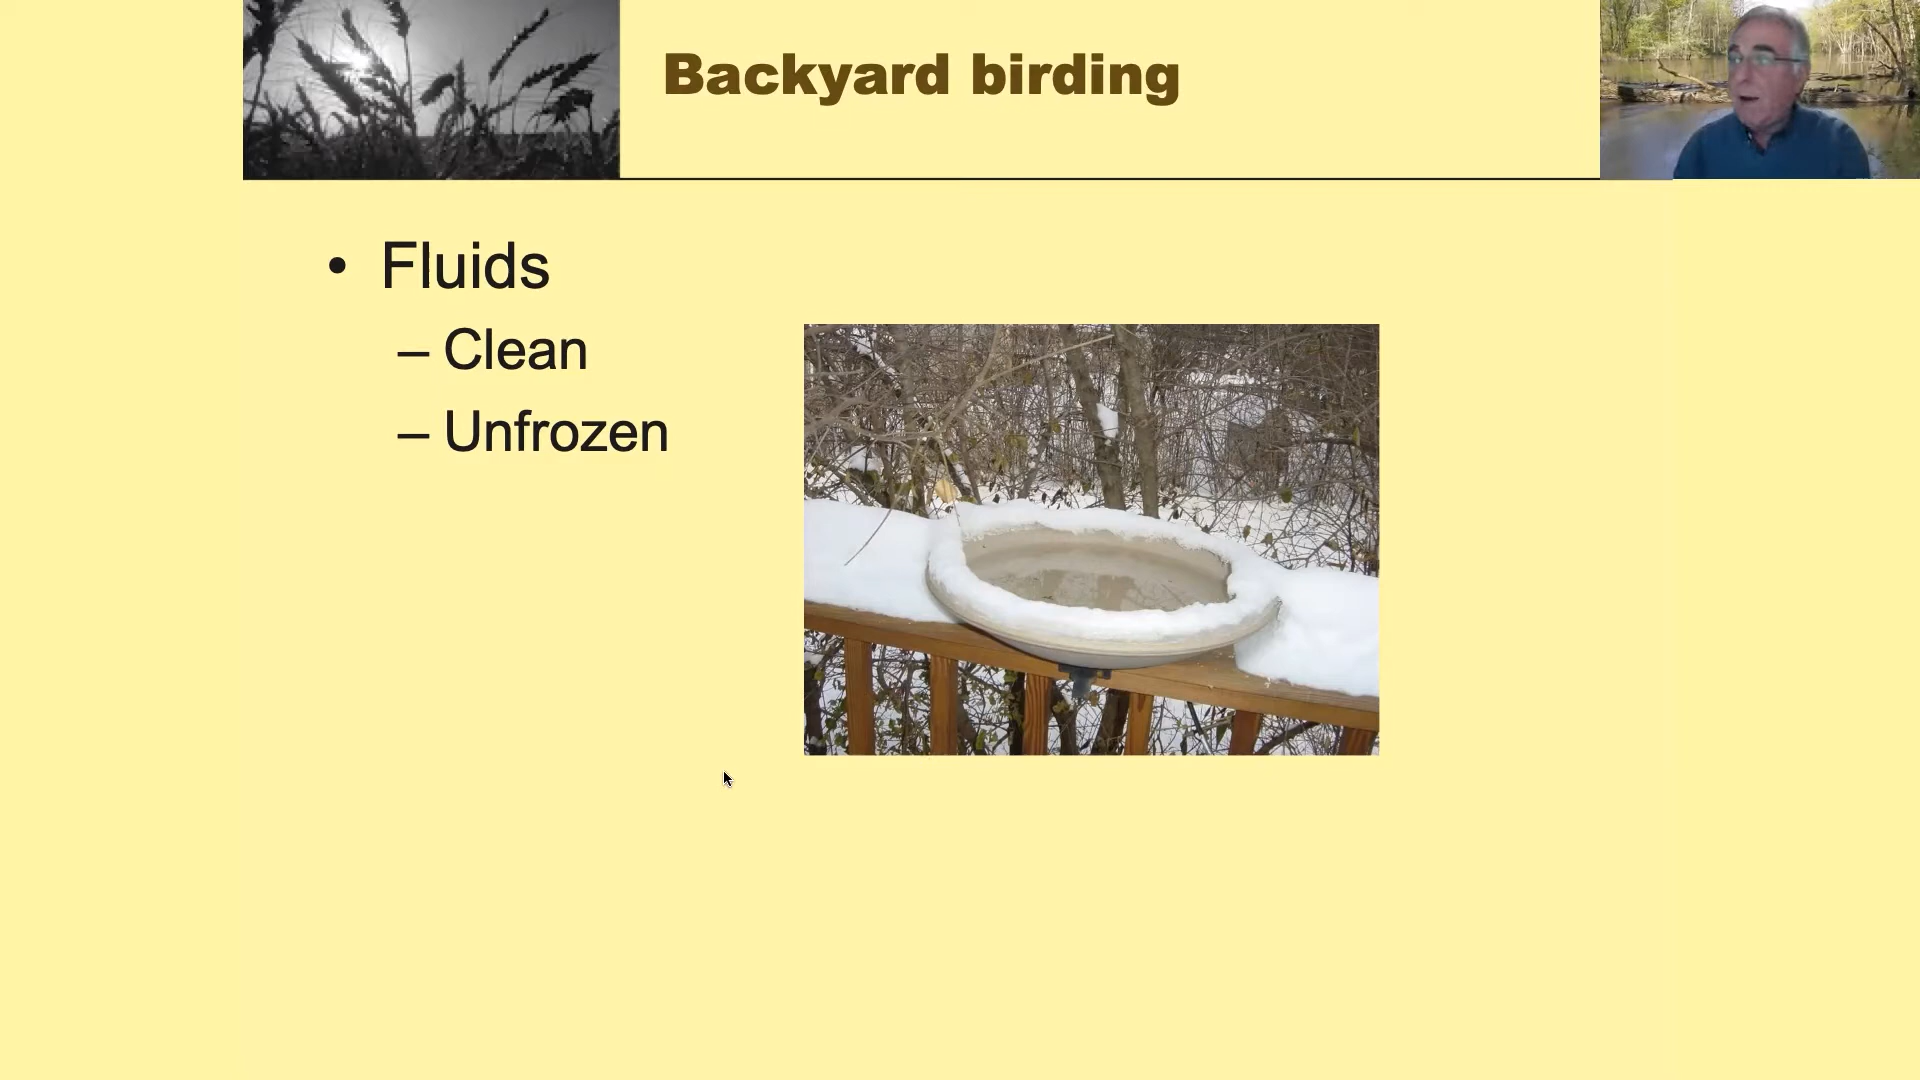 Backyard birding
• Fluids
– Clean
– Unfrozen